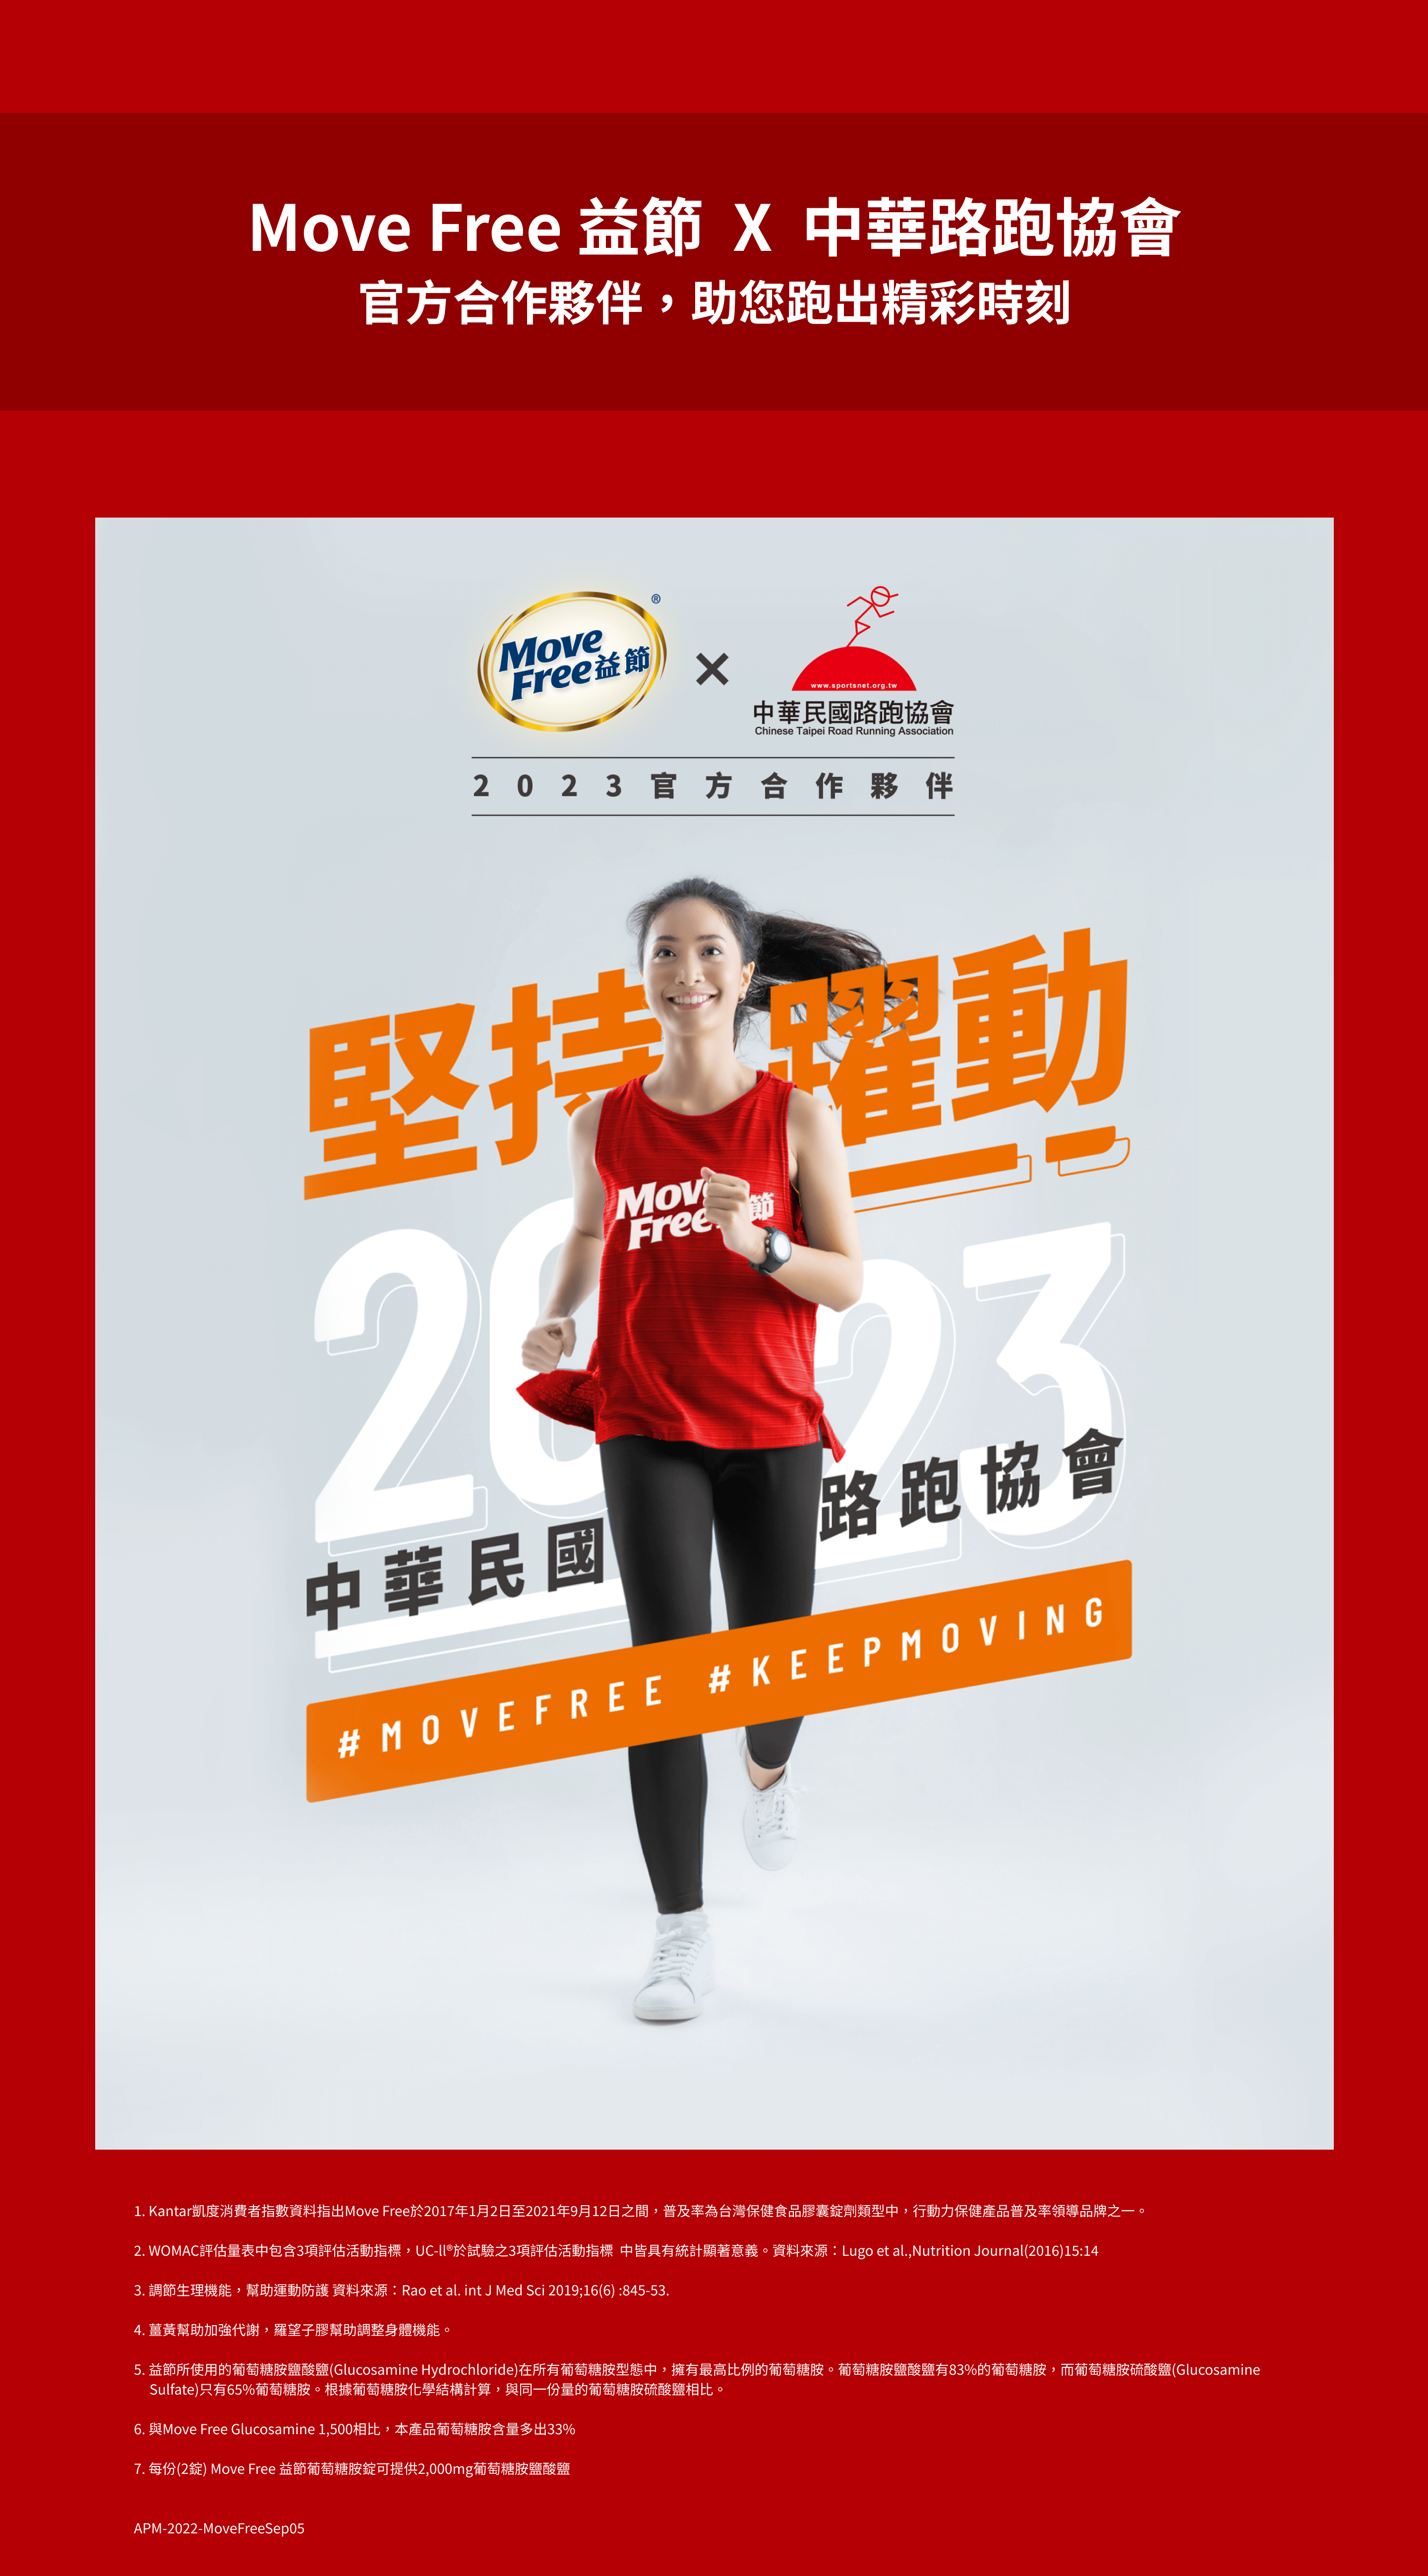 Move Free 益節 X 中華路跑協會
官方合作夥伴，助您跑出精彩時刻
®
Move
Free益節
×
www.sportsnet.org.tw
中華民國路跑協會
Chinese Taipei Road Running Association
2023官方合作夥伴
堅持 躍動
Move
Free 節
2023
中華民國 路跑協會
#MOVEFREE #KEEPMOVING
1. Kantar凱度消費者指數資料指出Move Free於2017年1月2日至2021年9月12日之間，普及率為台灣保健食品膠囊錠劑類型中，行動力保健產品普及率領導品牌之一。
2. WOMAC評估量表中包含3項評估活動指標，UC-ll®於試驗之3項評估活動指標 中皆具有統計顯著意義。資料來源：Lugo et al.,Nutrition Journal(2016)15:14
3. 調節生理機能，幫助運動防護 資料來源：Rao et al. int J Med Sci 2019;16(6) :845-53.
4. 薑黃幫助加強代謝，羅望子膠幫助調整身體機能。
5. 益節所使用的葡萄糖胺鹽酸鹽(Glucosamine Hydrochloride)在所有葡萄糖胺型態中，擁有最高比例的葡萄糖胺。葡萄糖胺鹽酸鹽有83%的葡萄糖胺，而葡萄糖胺硫酸鹽(Glucosamine
Sulfate)只有65%葡萄糖胺。根據葡萄糖胺化學結構計算，與同一份量的葡萄糖胺硫酸鹽相比。
6. 與Move Free Glucosamine 1,500相比，本產品葡萄糖胺含量多出33%
7. 每份(2錠) Move Free 益節葡萄糖胺錠可提供2,000mg葡萄糖胺鹽酸鹽
APM-2022-MoveFreeSep05